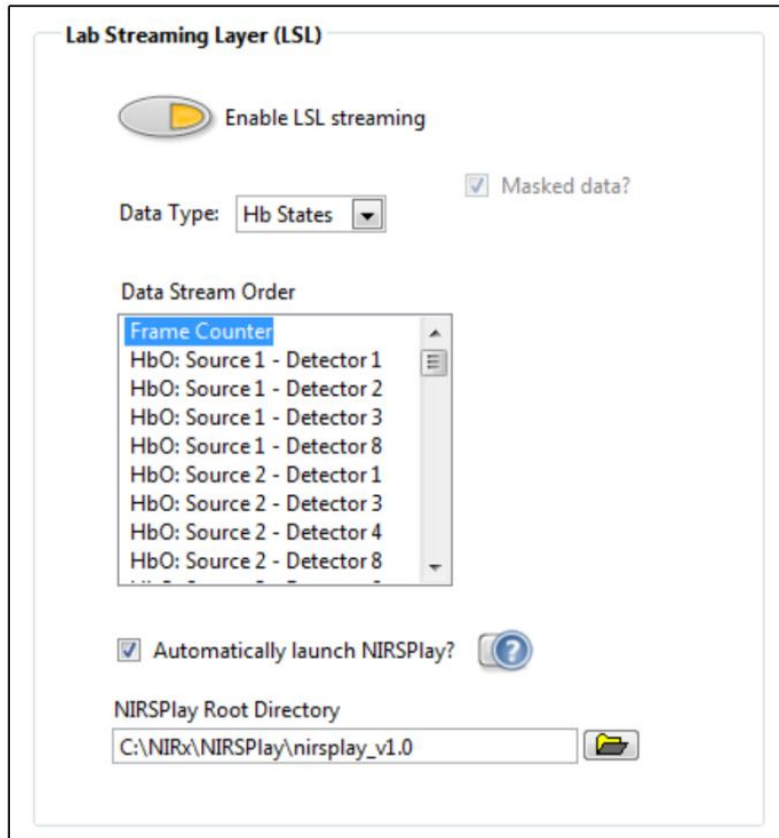 Lab Streaming Layer (LSL)
Enable LSL streaming
Masked data?
Data Type: Hb States
Data Stream Order
Frame Counter
HbO: Source 1 - Detector 1
HbO: Source 1 - Detector 2
HbO: Source 1 - Detector 3
HbO: Source 1 - Detector 8
HbO: Source 2 - Detector 1
HbO: Source 2 - Detector 3
HbO: Source 2 - Detector 4
HbO: Source 2 - Detector 8
Automatically launch NIRSPlay? ?
NIRSPlay Root Directory
C:\NIRx\NIRSPlay\nirsplay_v1.0